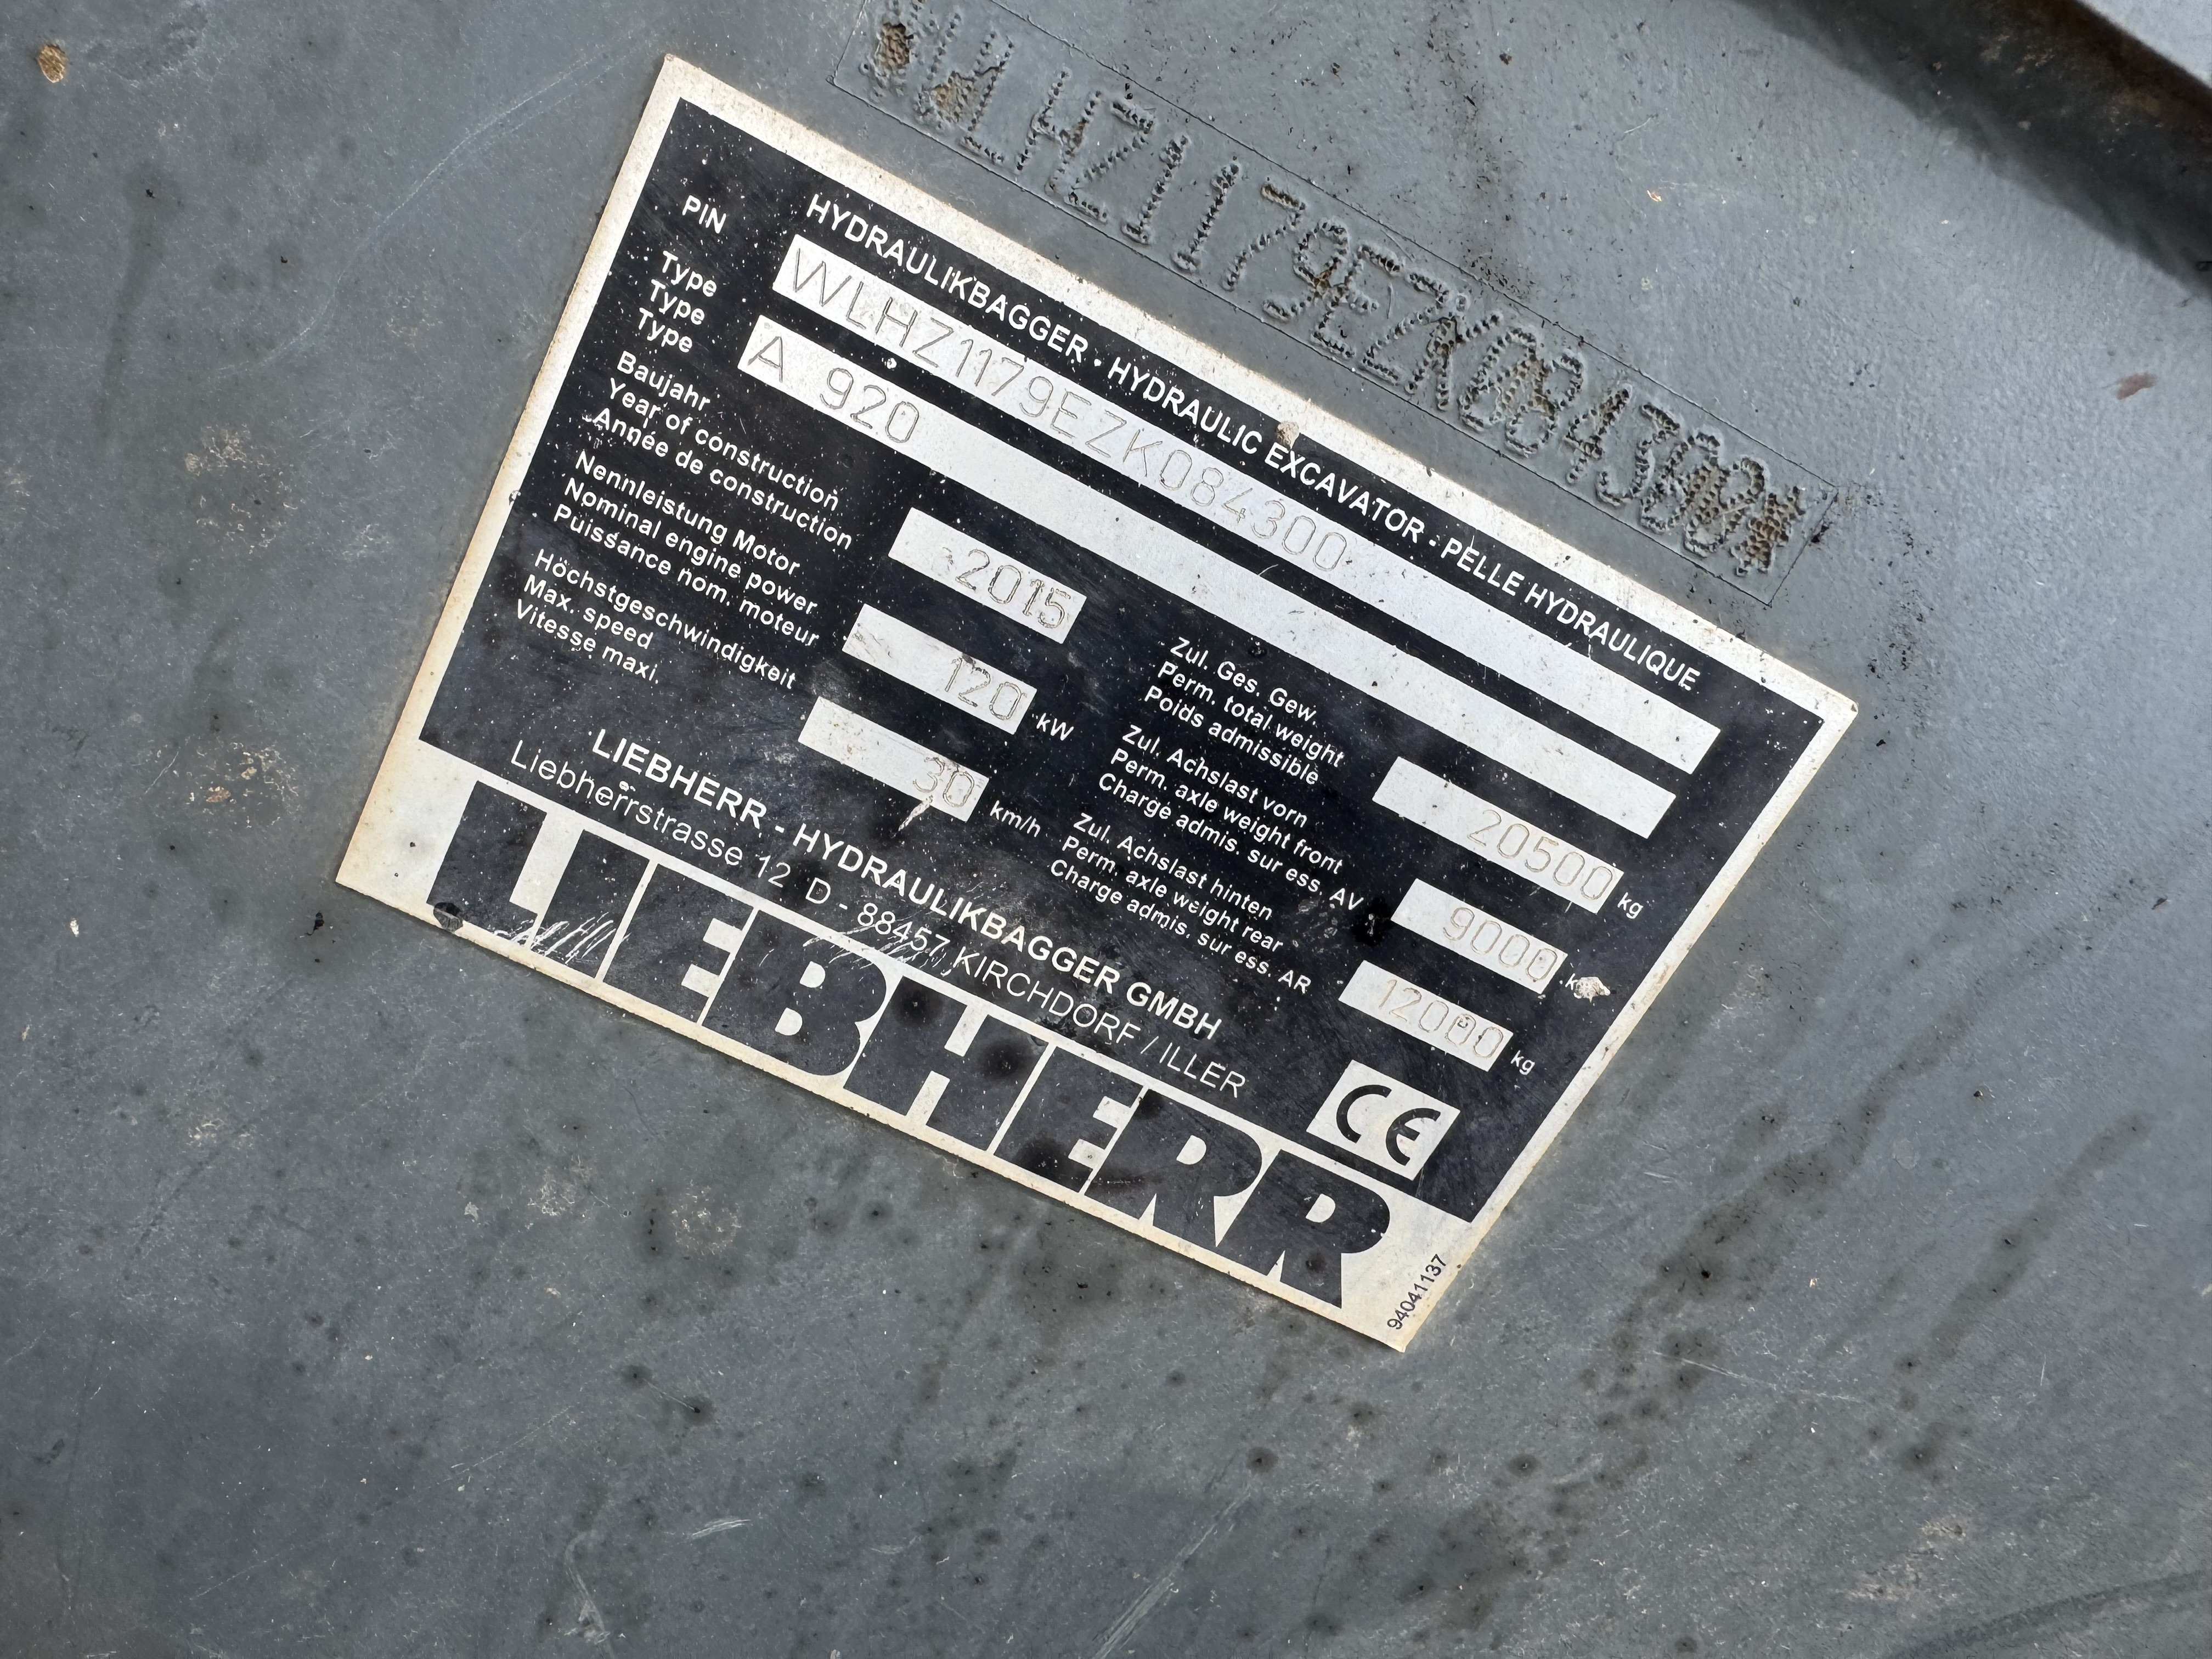 *WLHZ1179EZK084300*
HYDRAULIKBAGGER · HYDRAULIC EXCAVATOR · PELLE HYDRAULIQUE
PIN WLHZ1179EZK084300
Type
Type A 920
Type
Baujahr
Year of construction 2015
Année de construction
Nennleistung Motor
Nominal engine power 120 kW
Puissance nom. moteur
Höchstgeschwindigkeit
Max. speed 30 km/h
Vitesse maxi.
Zul. Ges. Gew.
Perm. total weight 20500 kg
Poids admissible
Zul. Achslast vorn
Perm. axle weight front 9000 kg
Charge admis. sur ess. AV
Zul. Achslast hinten
Perm. axle weight rear 12000 kg
Charge admis. sur ess. AR
LIEBHERR - HYDRAULIKBAGGER GMBH
Liebherrstrasse 12 D - 88457 KIRCHDORF / ILLER
CE
LIEBHERR
94041137